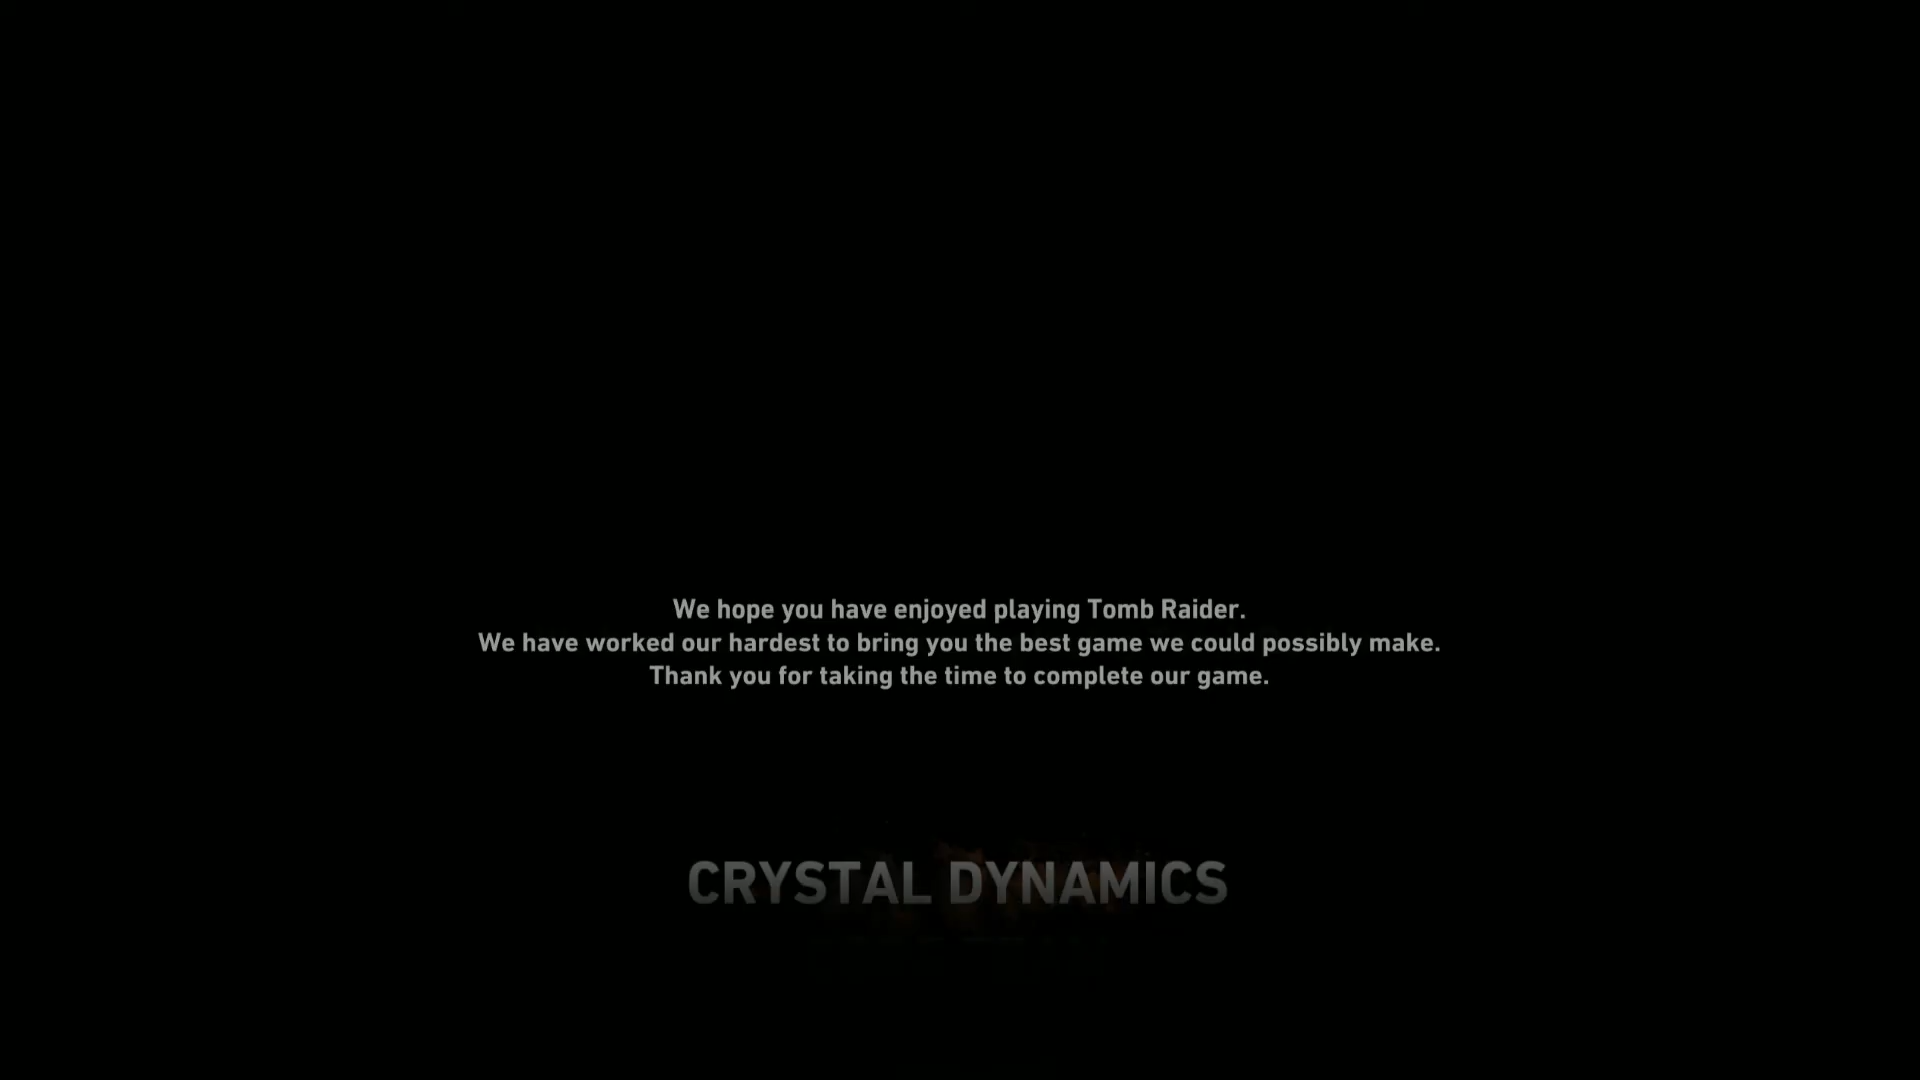 We hope you have enjoyed playing Tomb Raider.
We have worked our hardest to bring you the best game we could possibly make.
Thank you for taking the time to complete our game.
CRYSTAL DYNAMICS